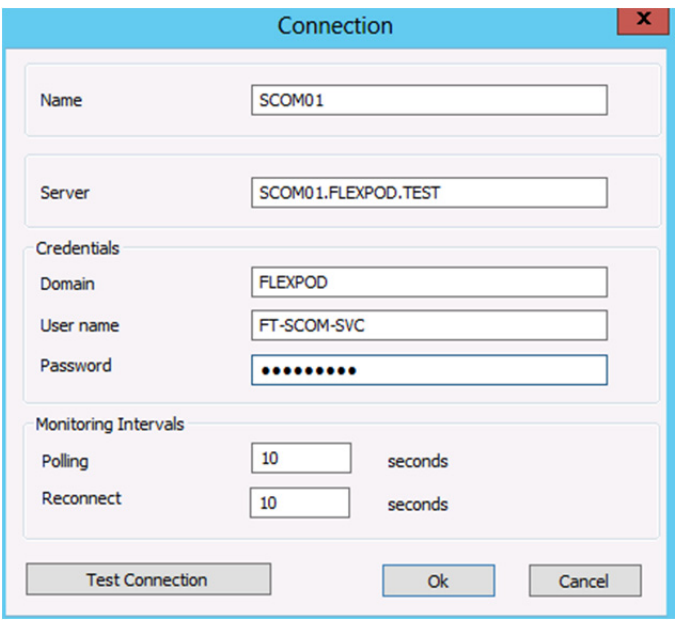 Connection
x
Name SCOM01
Server SCOM01.FLEXPOD.TEST
Credentials
Domain FLEXPOD
User name FT-SCOM-SVC
Password ●●●●●●●●●
Monitoring Intervals
Polling 10 seconds
Reconnect 10 seconds
Test Connection Ok Cancel